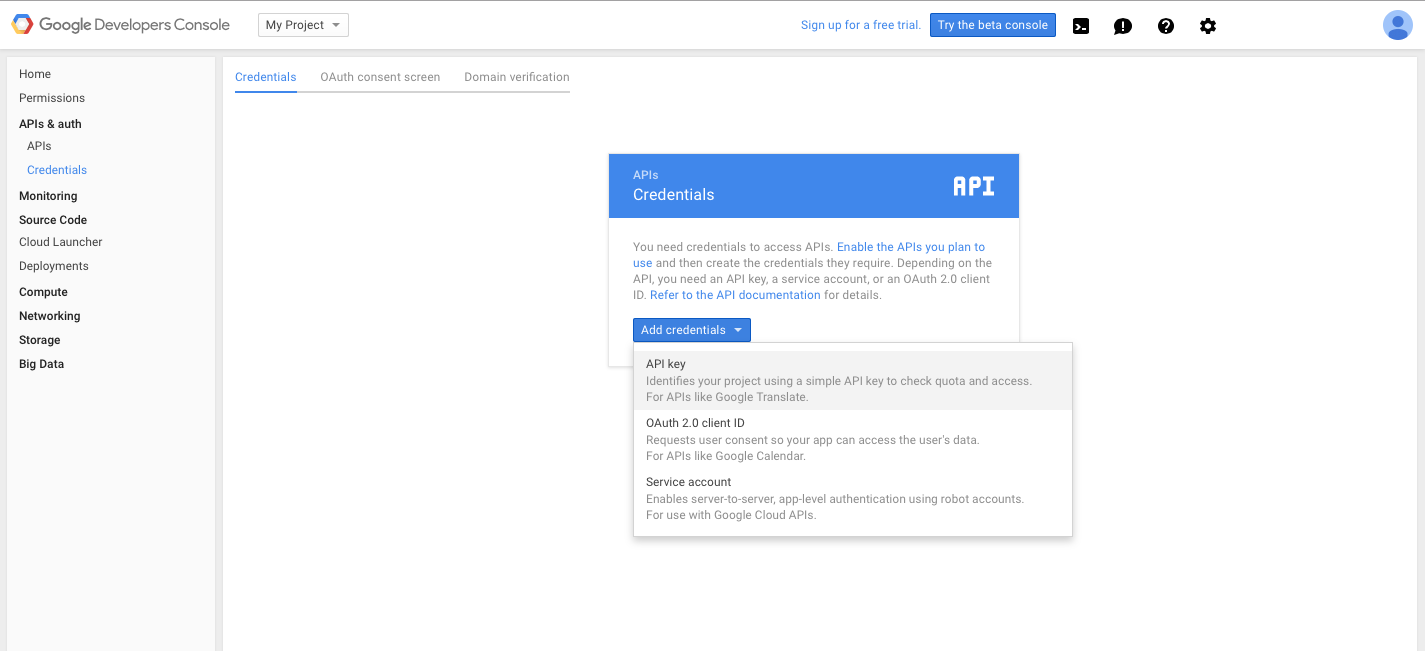 Google Developers Console
My Project
Sign up for a free trial.
Try the beta console
Home
Permissions
APIs & auth
APIs
Credentials
Monitoring
Source Code
Cloud Launcher
Deployments
Compute
Networking
Storage
Big Data
Credentials
OAuth consent screen
Domain verification
APIs
Credentials
API
You need credentials to access APIs. Enable the APIs you plan to
use and then create the credentials they require. Depending on the
API, you need an API key, a service account, or an OAuth 2.0 client
ID. Refer to the API documentation for details.
Add credentials
API key
Identifies your project using a simple API key to check quota and access.
For APIs like Google Translate.
OAuth 2.0 client ID
Requests user consent so your app can access the user's data.
For APIs like Google Calendar.
Service account
Enables server-to-server, app-level authentication using robot accounts.
For use with Google Cloud APIs.